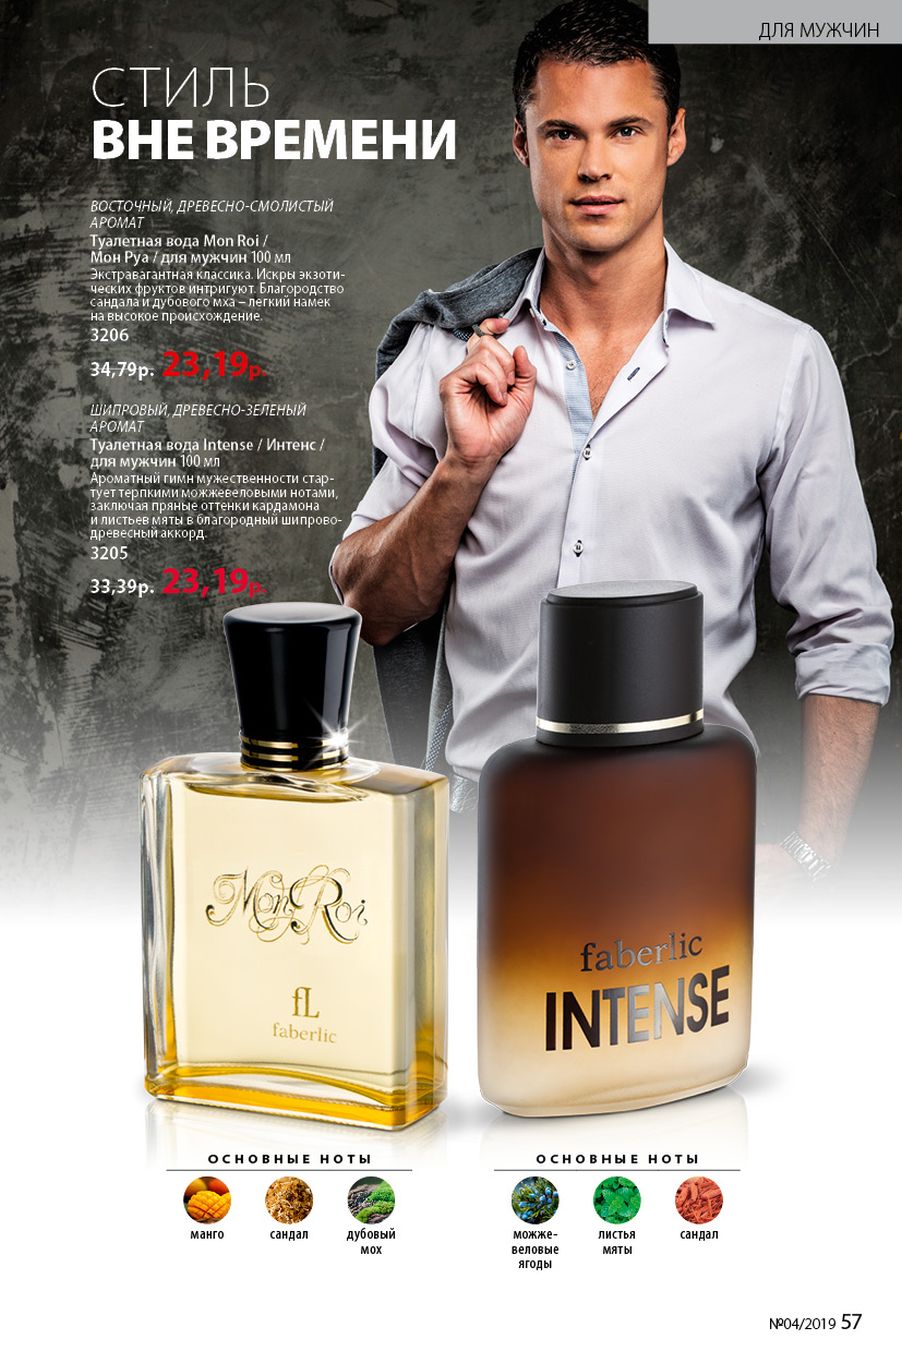 ДЛЯ МУЖЧИН
СТИЛЬ
ВНЕ ВРЕМЕНИ
ВОСТОЧНЫЙ, ДРЕВЕСНО-СМОЛИСТЫЙ
АРОМАТ
Туалетная вода Mon Roi /
Мон Руа / для мужчин 100 мл
Экстравагантная классика. Искры экзоти-
ческих фруктов интригуют. Благородство
сандала и дубового мха – легкий намек
на высокое происхождение.
3206
34,79р. 23,19р.
ШИПРОВЫЙ, ДРЕВЕСНО-ЗЕЛЕНЫЙ
АРОМАТ
Туалетная вода Intense / Интенс /
для мужчин 100 мл
Ароматный гимн мужественности стар-
тует терпкими можжевеловыми нотами,
заключая пряные оттенки кардамона
и листьев мяты в благородный шипрово-
древесный аккорд.
3205
33,39р. 23,19р.
Mon Roi
fL
faberlic
faberlic
INTENSE
ОСНОВНЫЕ НОТЫ
манго
сандал
дубовый
мох
ОСНОВНЫЕ НОТЫ
можже-
веловые
ягоды
листья
мяты
сандал
№04/2019 57